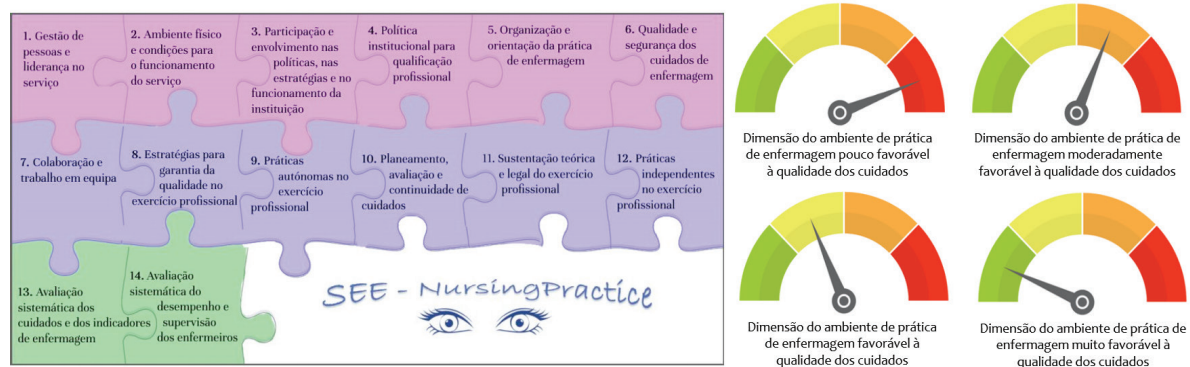 1. Gestão de
pessoas e
liderança no
serviço
2. Ambiente físico
e condições para
o funcionamento
do serviço
3. Participação e
envolvimento nas
políticas, nas
estratégias e no
funcionamento da
instituição
4. Política
institucional para
qualificação
profissional
5. Organização e
orientação da prática
de enfermagem
6. Qualidade e
segurança dos
cuidados de
enfermagem
7. Colaboração e
trabalho em equipa
8. Estratégias para
garantia da
qualidade no
exercício profissional
9. Práticas
autónomas no
exercício
profissional
10. Planeamento,
avaliação e
continuidade de
cuidados
11. Sustentação teórica
e legal do exercício
profissional
12. Práticas
independentes
no exercício
profissional
13. Avaliação
sistemática dos
cuidados e dos indicadores
de enfermagem
14. Avaliação
sistemática do
desempenho e
supervisão
dos enfermeiros
SEE - NursingPractice
Dimensão do ambiente de prática
de enfermagem pouco favorável
à qualidade dos cuidados
Dimensão do ambiente de prática de
enfermagem moderadamente
favorável à qualidade dos cuidados
Dimensão do ambiente de prática
de enfermagem favorável à
qualidade dos cuidados
Dimensão do ambiente de prática de
enfermagem muito favorável à
qualidade dos cuidados